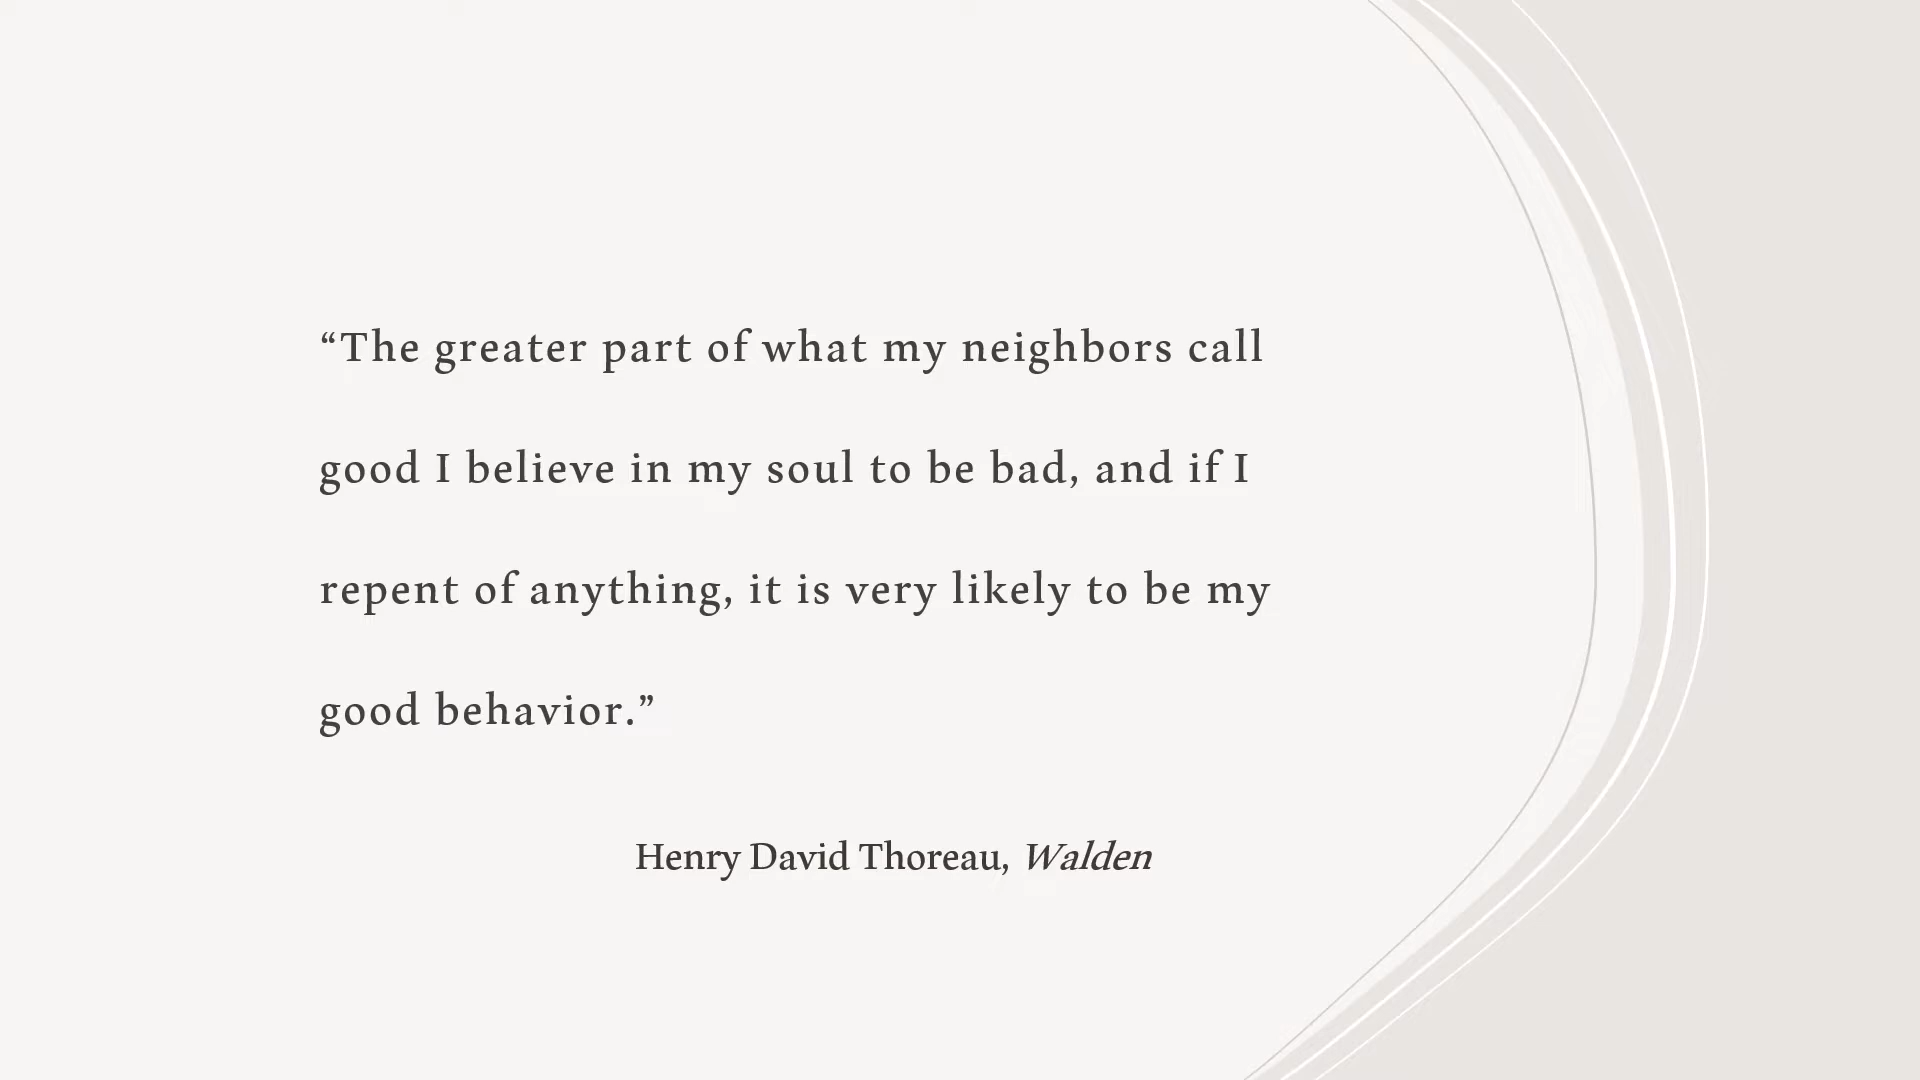 “The greater part of what my neighbors call
good I believe in my soul to be bad, and if I
repent of anything, it is very likely to be my
good behavior.”
Henry David Thoreau, Walden